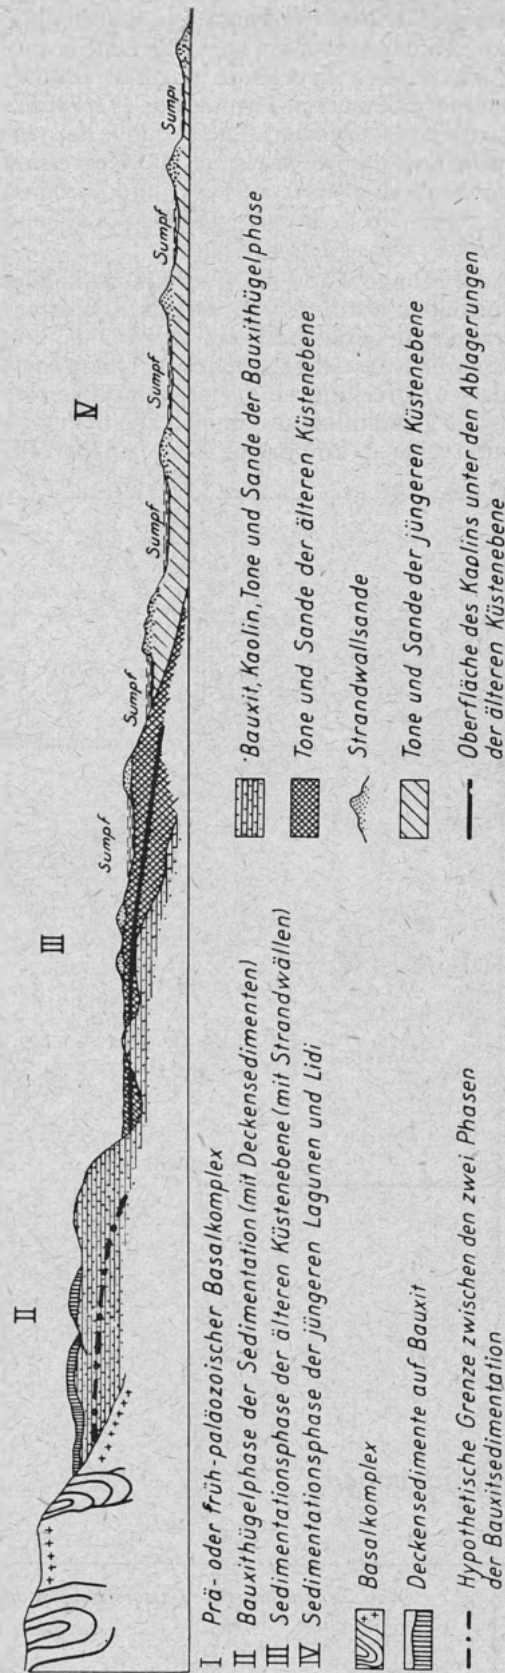 II
III
IV
Sumpf
Sumpf
Sumpf
Sumpf
Sumpf
Sumpf
I Prä- oder früh-paläozoischer Basalkomplex
II Bauxithügelphase der Sedimentation (mit Deckensedimenten)
III Sedimentationsphase der älteren Küstenebene (mit Strandwällen)
IV Sedimentationsphase der jüngeren Lagunen und Lidi
Basalkomplex
Deckensedimente auf Bauxit
Hypothetische Grenze zwischen den zwei Phasen
der Bauxitsedimentation
Bauxit, Kaolin, Tone und Sande der Bauxithügelphase
Tone und Sande der älteren Küstenebene
Strandwallsande
Tone und Sande der jüngeren Küstenebene
Oberfläche des Kaolins unter den Ablagerungen
der älteren Küstenebene